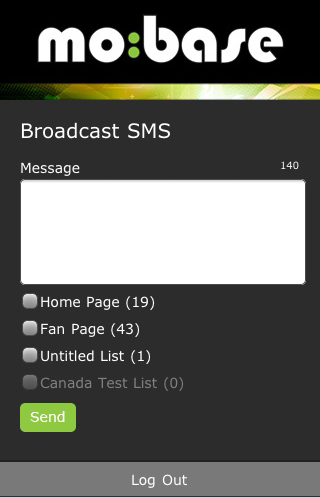 mo:base
Broadcast SMS
Message 140
Home Page (19)
Fan Page (43)
Untitled List (1)
Canada Test List (0)
Send
Log Out